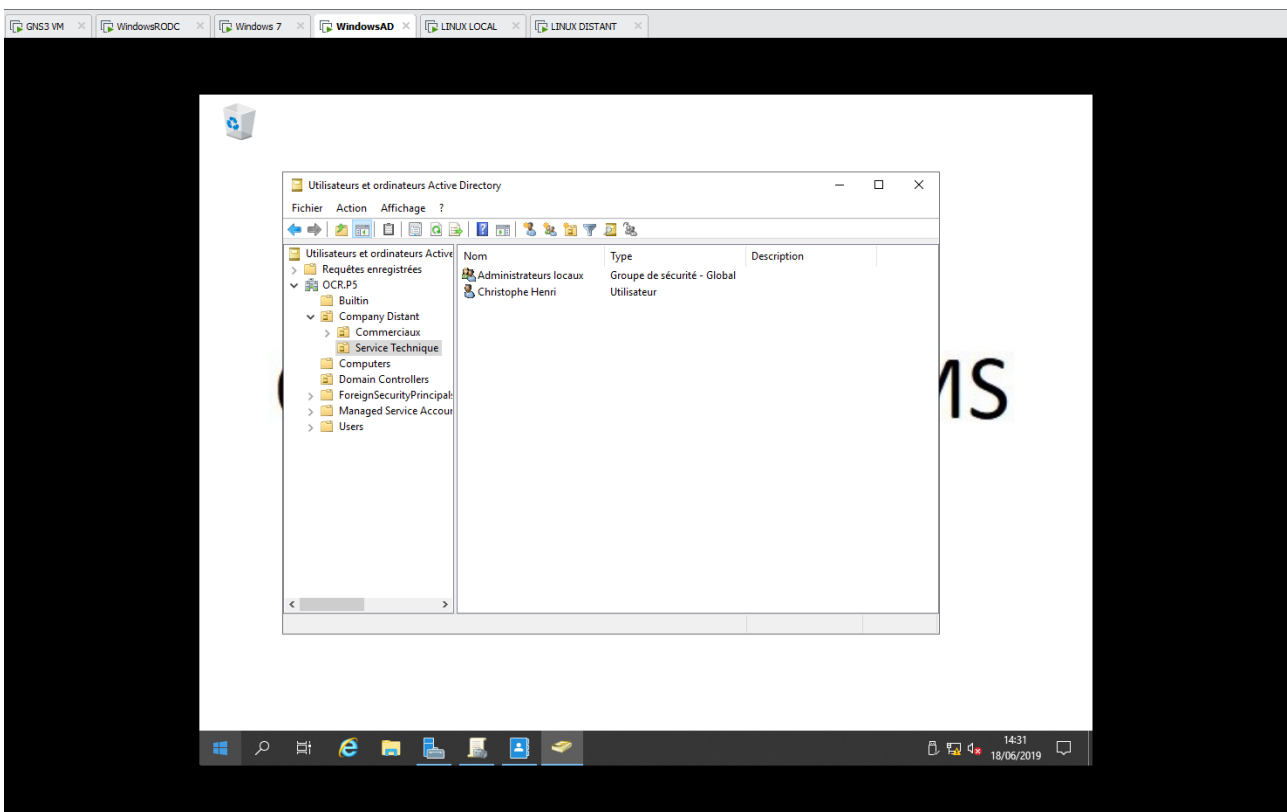 GNS3 VM WindowsRODC Windows 7 WindowsAD LINUX LOCAL LINUX DISTANT
Utilisateurs et ordinateurs Active Directory
Fichier Action Affichage ?
Utilisateurs et ordinateurs Active
Requêtes enregistrées
OCR.P5
Builtin
Company Distant
Commerciaux
Service Technique
Computers
Domain Controllers
ForeignSecurityPrincipals
Managed Service Accour
Users
Nom Type Description
Administrateurs locaux Groupe de sécurité - Global
Christophe Henri Utilisateur
MS
14:31
18/06/2019